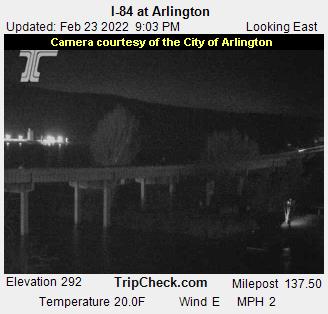 I-84 at Arlington
Updated: Feb 23 2022 9:03 PM Looking East
Camera courtesy of the City of Arlington
Elevation 292 TripCheck.com Milepost 137.50
Temperature 20.0F Wind E MPH 2